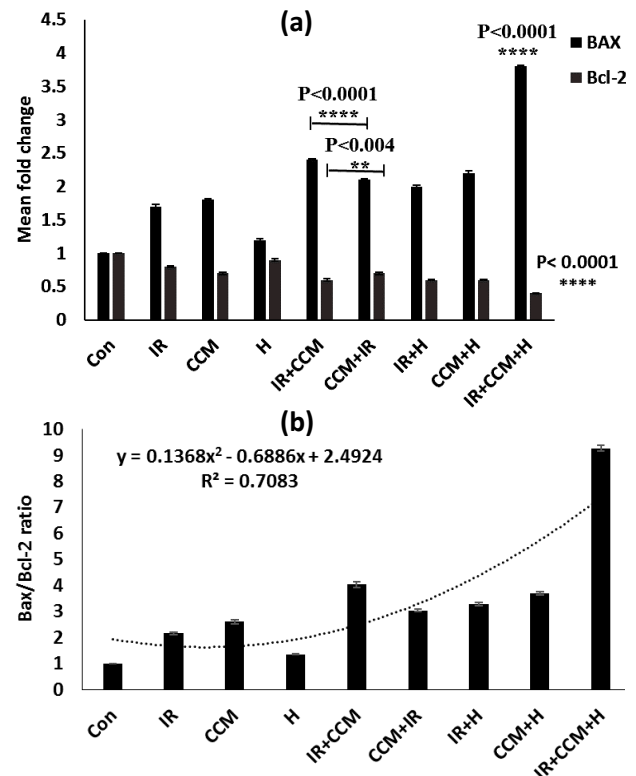 (a)
4.5
4
3.5
3
2.5
2
1.5
1
0.5
0
Mean fold change
P<0.0001
****
BAX
Bcl-2
P<0.0001
****
P<0.004
**
P< 0.0001
****
Con
IR
CCM
H
IR+CCM
CCM+IR
IR+H
CCM+H
IR+CCM+H
(b)
10
9
8
7
6
5
4
3
2
1
0
Bax/Bcl-2 ratio
y = 0.1368x² - 0.6886x + 2.4924
R² = 0.7083
Con
IR
CCM
H
IR+CCM
CCM+IR
IR+H
CCM+H
IR+CCM+H